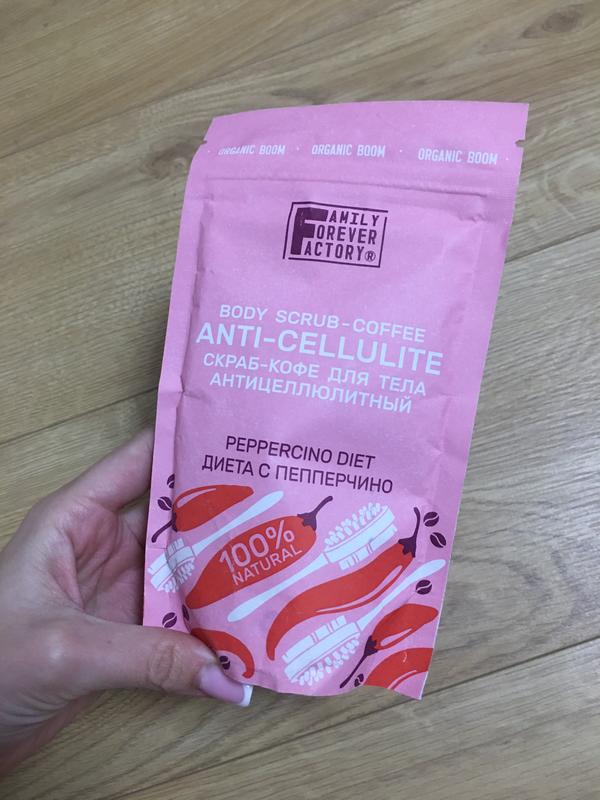 ORGANIC BOOM · ORGANIC BOOM · ORGANIC BOOM ·
FAMILY
FOREVER
FACTORY®
BODY SCRUB-COFFEE
ANTI-CELLULITE
СКРАБ-КОФЕ ДЛЯ ТЕЛА
АНТИЦЕЛЛЮЛИТНЫЙ
PEPPERCINO DIET
ДИЕТА С ПЕППЕРЧИНО
100%
NATURAL